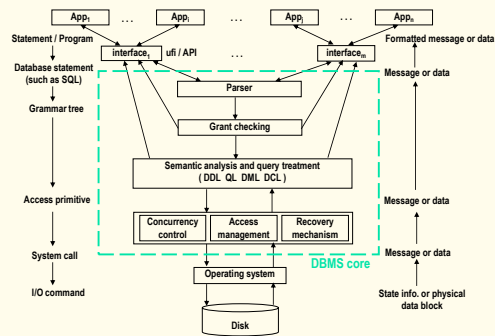 App1 ... Appi ... Appj ... Appn
Statement / Program
Formatted message or data
interface1 ufi / API ... interfacem
Database statement
(such as SQL)
Message or data
Parser
Grammar tree
Grant checking
Semantic analysis and query treatment
( DDL QL DML DCL )
Access primitive
Message or data
Concurrency
control
Access
management
Recovery
mechanism
System call
Message or data
DBMS core
Operating system
I/O command
State info. or physical
data block
Disk